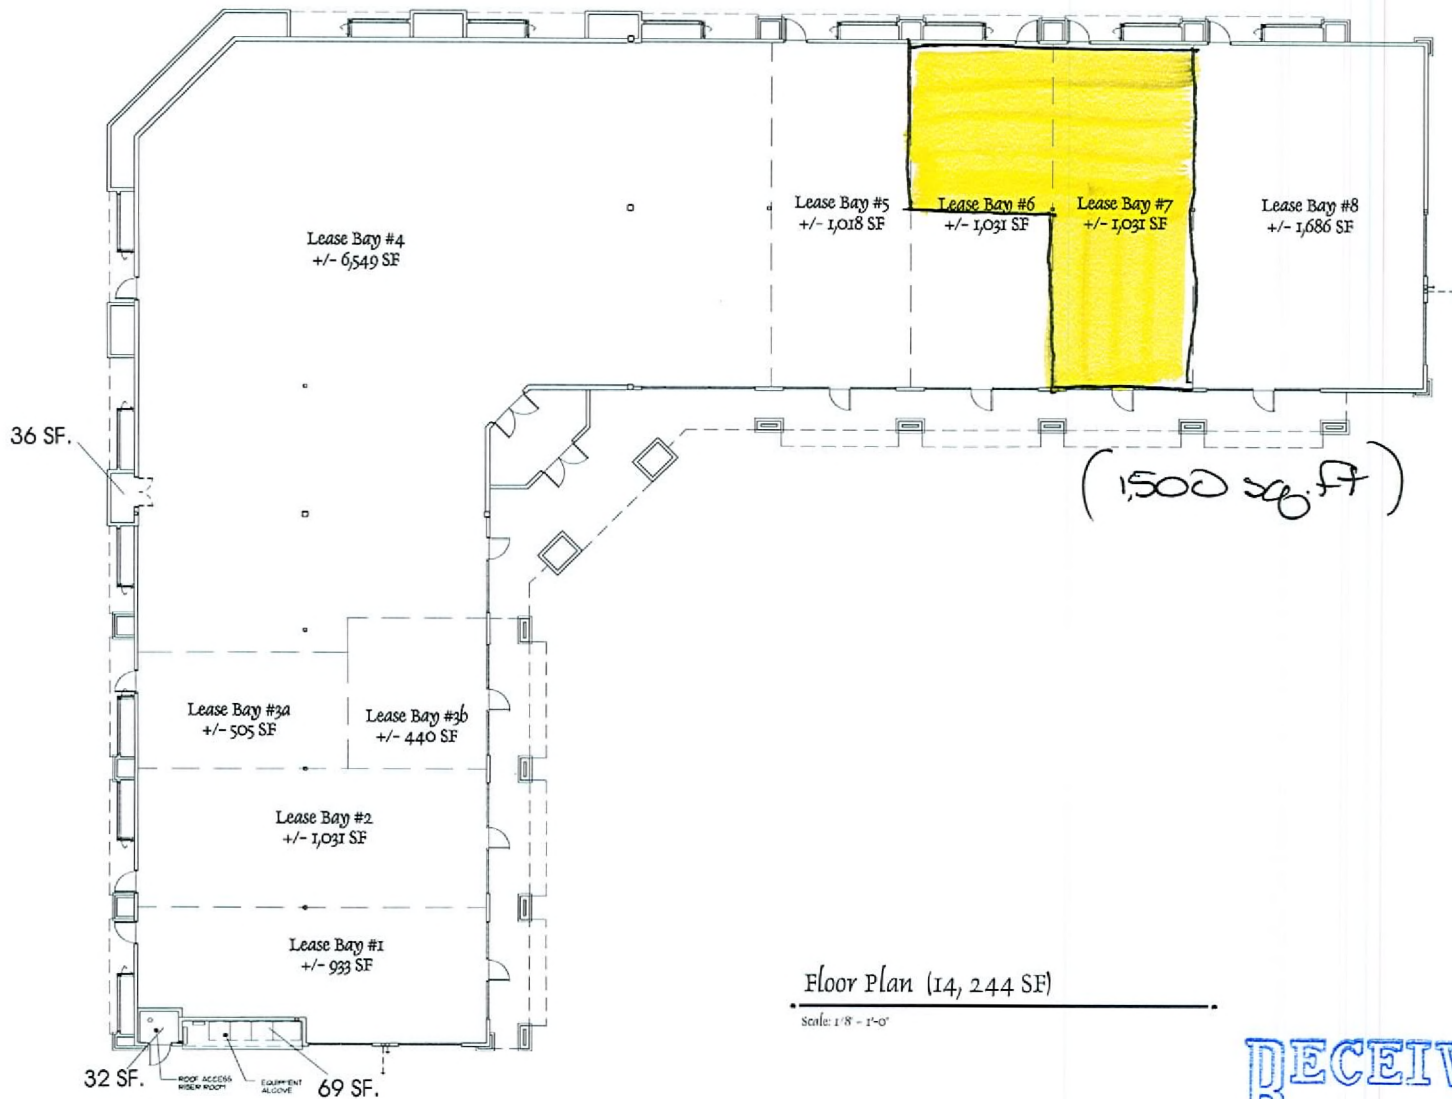 Lease Bay #4
+/- 6,549 SF
Lease Bay #5
+/- 1,018 SF
Lease Bay #6
+/- 1,031 SF
Lease Bay #7
+/- 1,031 SF
Lease Bay #8
+/- 1,686 SF
36 SF.
(1,500 sq.ft)
Lease Bay #3a
+/- 505 SF
Lease Bay #3b
+/- 440 SF
Lease Bay #2
+/- 1,031 SF
Lease Bay #1
+/- 933 SF
Floor Plan (14, 244 SF)
Scale: 1/8" - 1'-0"
32 SF.
ROOF ACCESS
RISER ROOM
EQUIPMENT
ALCOVE
69 SF.